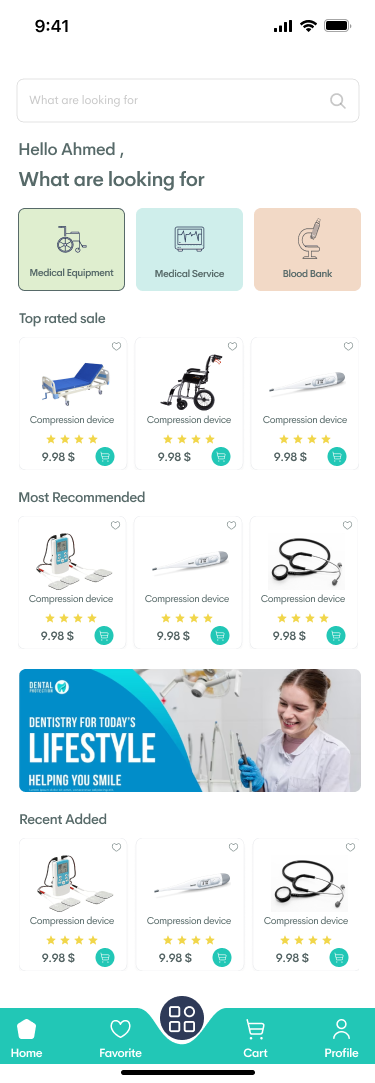 9:41
What are looking for
Hello Ahmed ,
What are looking for
Medical Equipment
Medical Service
Blood Bank
Top rated sale
Compression device
9.98 $
Compression device
9.98 $
Compression device
9.98 $
Most Recommended
Compression device
9.98 $
Compression device
9.98 $
Compression device
9.98 $
DENTAL
PROTECTION
DENTISTRY FOR TODAY'S
LIFESTYLE
HELPING YOU SMILE
Recent Added
Compression device
9.98 $
Compression device
9.98 $
Compression device
9.98 $
Home
Favorite
Cart
Profile